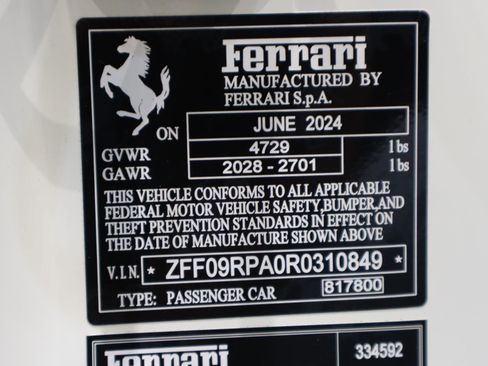 Ferrari
MANUFACTURED BY
FERRARI S.p.A.
ON JUNE 2024
GVWR 4729 lbs
GAWR 2028 - 2701 lbs
THIS VEHICLE CONFORMS TO ALL APPLICABLE
FEDERAL MOTOR VEHICLE SAFETY,BUMPER,AND
THEFT PREVENTION STANDARDS IN EFFECT ON
THE DATE OF MANUFACTURE SHOWN ABOVE
V.I.N. * ZFF09RPA0R0310849 *
TYPE: PASSENGER CAR 817800
Ferrari 334592